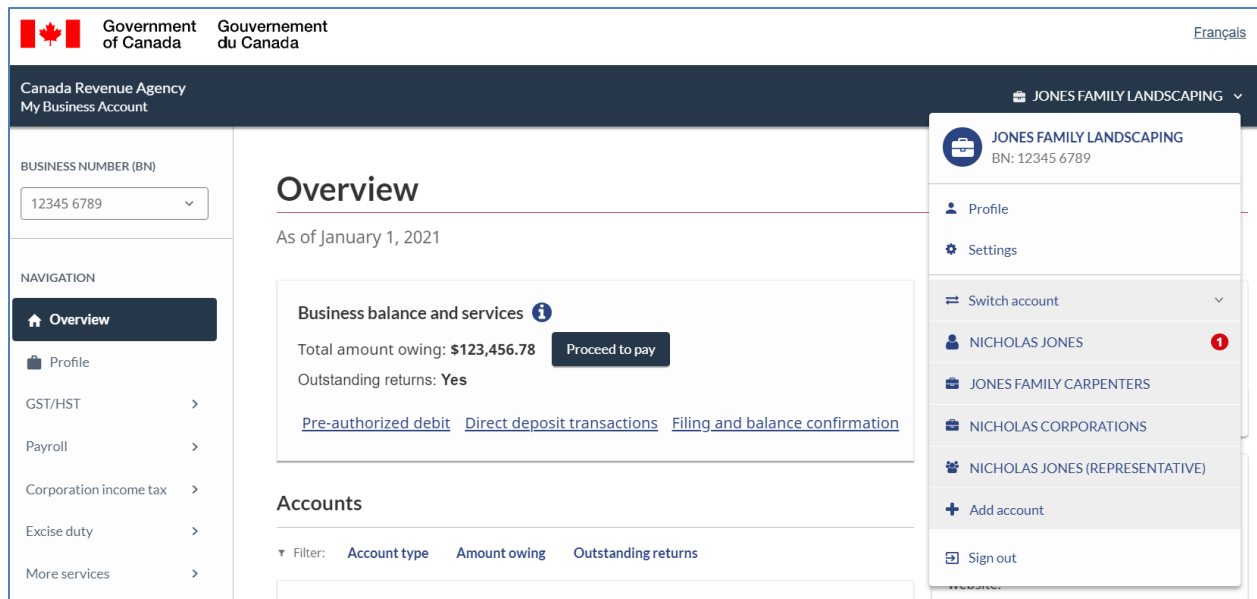 Government of Canada
Gouvernement du Canada
Français
Canada Revenue Agency
My Business Account
JONES FAMILY LANDSCAPING
BUSINESS NUMBER (BN)
12345 6789
NAVIGATION
Overview
Profile
GST/HST
Payroll
Corporation income tax
Excise duty
More services
Overview
As of January 1, 2021
Business balance and services
Total amount owing: $123,456.78
Proceed to pay
Outstanding returns: Yes
Pre-authorized debit Direct deposit transactions Filing and balance confirmation
Accounts
Filter: Account type Amount owing Outstanding returns
JONES FAMILY LANDSCAPING
BN: 12345 6789
Profile
Settings
Switch account
NICHOLAS JONES 1
JONES FAMILY CARPENTERS
NICHOLAS CORPORATIONS
NICHOLAS JONES (REPRESENTATIVE)
Add account
Sign out